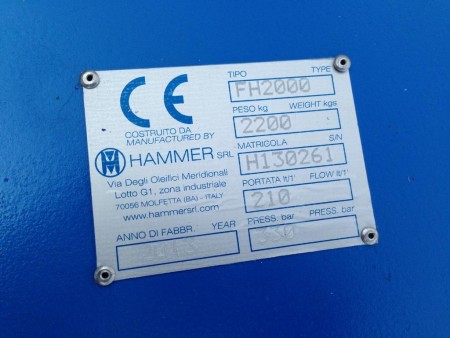 CE
TIPO TYPE
FH2000
PESO kg WEIGHT kgs
2200
COSTRUITO DA
MANUFACTURED BY
HAMMER SRL
MATRICOLA S/N
H130261
Via Degli Oleifici Meridionali
Lotto G1, zona industriale
70056 MOLFETTA (BA) - ITALY
www.hammersrl.com
PORTATA lt/1' FLOW lt/1'
210
ANNO DI FABBR. YEAR
PRESS. bar PRESS. bar